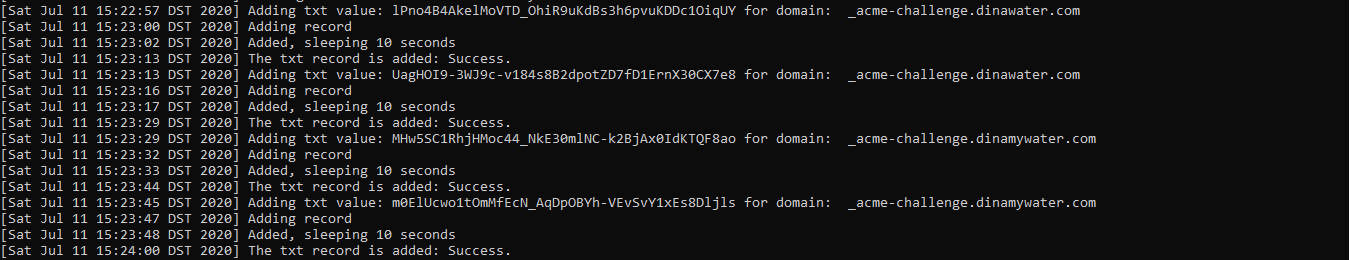 [Sat Jul 11 15:22:57 DST 2020] Adding txt value: lPno4B4AkelMoVTD_OhiR9uKdBs3h6pvuKDDc1OiqUY for domain:  _acme-challenge.dinawater.com
[Sat Jul 11 15:23:00 DST 2020] Adding record
[Sat Jul 11 15:23:02 DST 2020] Added, sleeping 10 seconds
[Sat Jul 11 15:23:13 DST 2020] The txt record is added: Success.
[Sat Jul 11 15:23:13 DST 2020] Adding txt value: UagHOI9-3WJ9c-v184s8B2dpotZD7fD1ErnX30CX7e8 for domain:  _acme-challenge.dinawater.com
[Sat Jul 11 15:23:16 DST 2020] Adding record
[Sat Jul 11 15:23:17 DST 2020] Added, sleeping 10 seconds
[Sat Jul 11 15:23:29 DST 2020] The txt record is added: Success.
[Sat Jul 11 15:23:29 DST 2020] Adding txt value: MHw5SC1RhjHMoc44_NkE30mlNC-k2BjAx0IdKTQF8ao for domain:  _acme-challenge.dinamywater.com
[Sat Jul 11 15:23:32 DST 2020] Adding record
[Sat Jul 11 15:23:33 DST 2020] Added, sleeping 10 seconds
[Sat Jul 11 15:23:44 DST 2020] The txt record is added: Success.
[Sat Jul 11 15:23:45 DST 2020] Adding txt value: m0ElUcwo1tOmMfEcN_AqDpOBYh-VEvSvY1xEs8Dljls for domain:  _acme-challenge.dinamywater.com
[Sat Jul 11 15:23:47 DST 2020] Adding record
[Sat Jul 11 15:23:48 DST 2020] Added, sleeping 10 seconds
[Sat Jul 11 15:24:00 DST 2020] The txt record is added: Success.